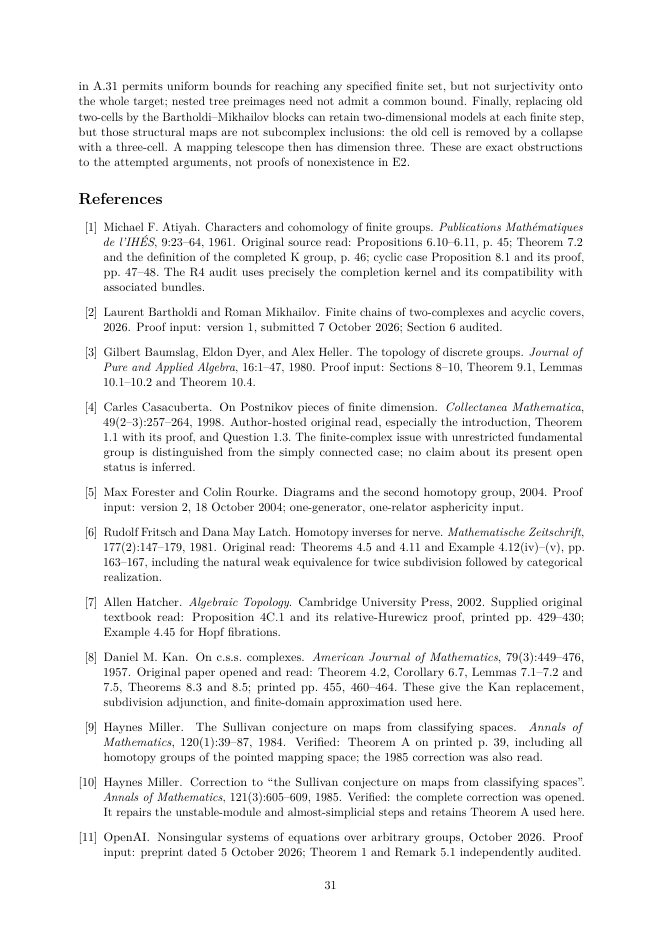 in A.31 permits uniform bounds for reaching any specified finite set, but not surjectivity onto
the whole target; nested tree preimages need not admit a common bound. Finally, replacing old
two-cells by the Bartholdi–Mikhailov blocks can retain two-dimensional models at each finite step,
but those structural maps are not subcomplex inclusions: the old cell is removed by a collapse
with a three-cell. A mapping telescope then has dimension three. These are exact obstructions
to the attempted arguments, not proofs of nonexistence in E2.
References
[1] Michael F. Atiyah. Characters and cohomology of finite groups. Publications Mathématiques
de l'IHÉS, 9:23–64, 1961. Original source read: Propositions 6.10–6.11, p. 45; Theorem 7.2
and the definition of the completed K group, p. 46; cyclic case Proposition 8.1 and its proof,
pp. 47–48. The R4 audit uses precisely the completion kernel and its compatibility with
associated bundles.
[2] Laurent Bartholdi and Roman Mikhailov. Finite chains of two-complexes and acyclic covers,
2026. Proof input: version 1, submitted 7 October 2026; Section 6 audited.
[3] Gilbert Baumslag, Eldon Dyer, and Alex Heller. The topology of discrete groups. Journal of
Pure and Applied Algebra, 16:1–47, 1980. Proof input: Sections 8–10, Theorem 9.1, Lemmas
10.1–10.2 and Theorem 10.4.
[4] Carles Casacuberta. On Postnikov pieces of finite dimension. Collectanea Mathematica,
49(2–3):257–264, 1998. Author-hosted original read, especially the introduction, Theorem
1.1 with its proof, and Question 1.3. The finite-complex issue with unrestricted fundamental
group is distinguished from the simply connected case; no claim about its present open
status is inferred.
[5] Max Forester and Colin Rourke. Diagrams and the second homotopy group, 2004. Proof
input: version 2, 18 October 2004; one-generator, one-relator asphericity input.
[6] Rudolf Fritsch and Dana May Latch. Homotopy inverses for nerve. Mathematische Zeitschrift,
177(2):147–179, 1981. Original read: Theorems 4.5 and 4.11 and Example 4.12(iv)–(v), pp.
163–167, including the natural weak equivalence for twice subdivision followed by categorical
realization.
[7] Allen Hatcher. Algebraic Topology. Cambridge University Press, 2002. Supplied original
textbook read: Proposition 4C.1 and its relative-Hurewicz proof, printed pp. 429–430;
Example 4.45 for Hopf fibrations.
[8] Daniel M. Kan. On c.s.s. complexes. American Journal of Mathematics, 79(3):449–476,
1957. Original paper opened and read: Theorem 4.2, Corollary 6.7, Lemmas 7.1–7.2 and
7.5, Theorems 8.3 and 8.5; printed pp. 455, 460–464. These give the Kan replacement,
subdivision adjunction, and finite-domain approximation used here.
[9] Haynes Miller. The Sullivan conjecture on maps from classifying spaces. Annals of
Mathematics, 120(1):39–87, 1984. Verified: Theorem A on printed p. 39, including all
homotopy groups of the pointed mapping space; the 1985 correction was also read.
[10] Haynes Miller. Correction to “the Sullivan conjecture on maps from classifying spaces”.
Annals of Mathematics, 121(3):605–609, 1985. Verified: the complete correction was opened.
It repairs the unstable-module and almost-simplicial steps and retains Theorem A used here.
[11] OpenAI. Nonsingular systems of equations over arbitrary groups, October 2026. Proof
input: preprint dated 5 October 2026; Theorem 1 and Remark 5.1 independently audited.
31